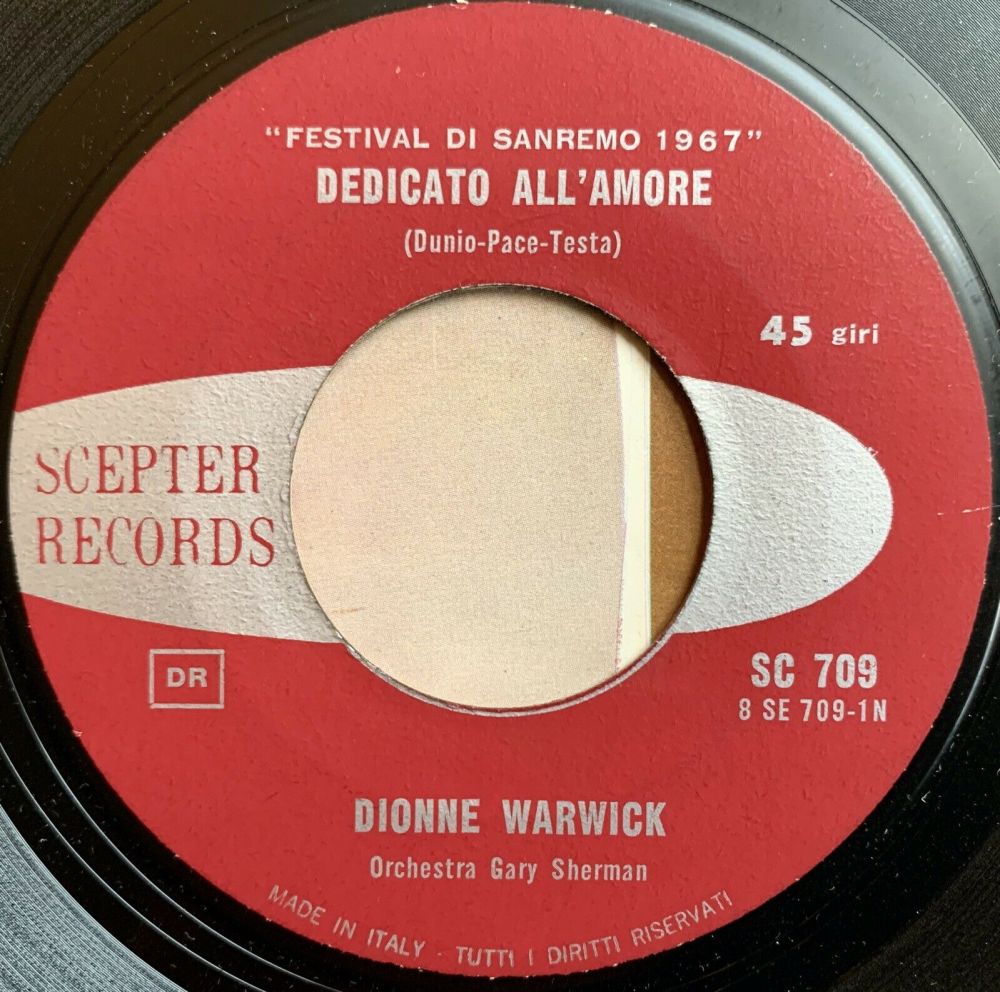 "FESTIVAL DI SANREMO 1967"
DEDICATO ALL'AMORE
(Dunio-Pace-Testa)
45 giri
SCEPTER
RECORDS
DR
SC 709
8 SE 709-1N
DIONNE WARWICK
Orchestra Gary Sherman
MADE IN ITALY - TUTTI I DIRITTI RISERVATI